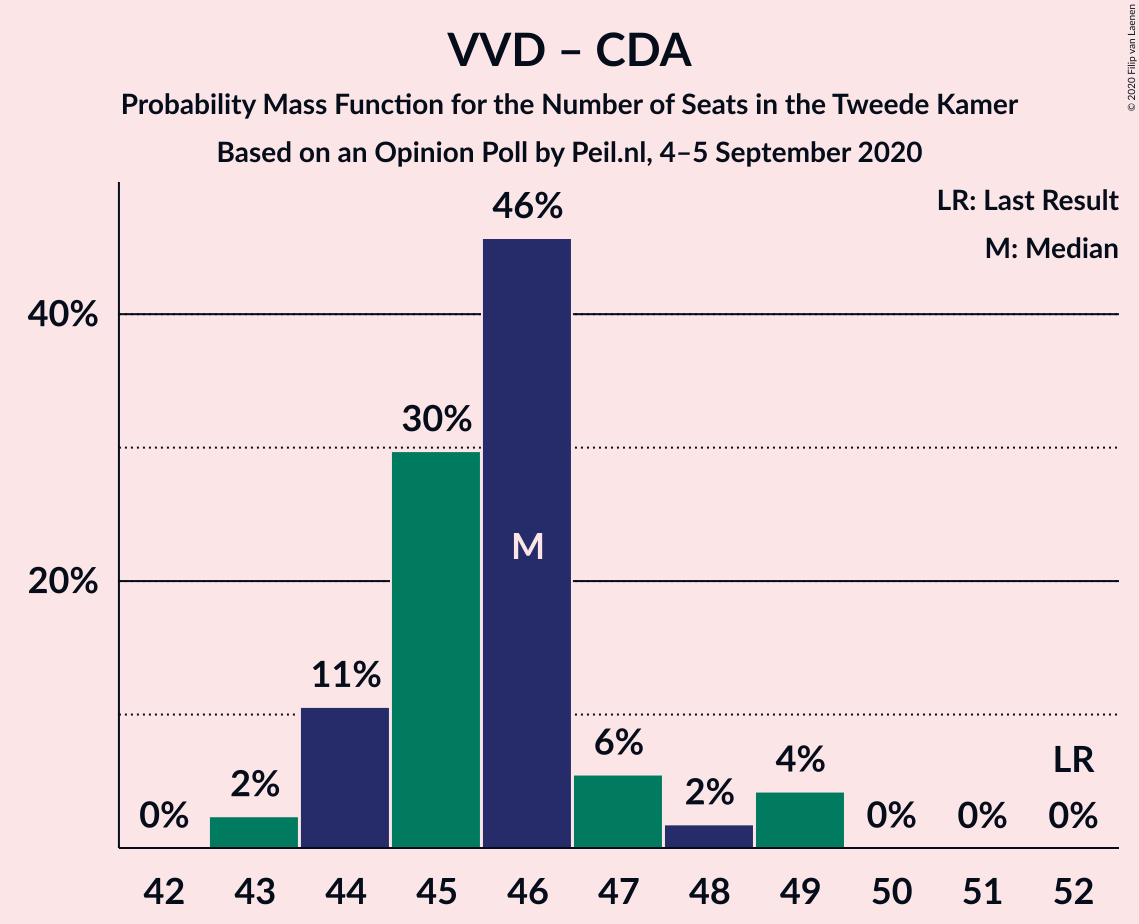 VVD – CDA
Probability Mass Function for the Number of Seats in the Tweede Kamer
Based on an Opinion Poll by Peil.nl, 4–5 September 2020
© 2020 Filip van Laenen
LR: Last Result
M: Median
40%
20%
0%
2%
11%
30%
46%
M
6%
2%
4%
0%
0%
LR
0%
42 43 44 45 46 47 48 49 50 51 52